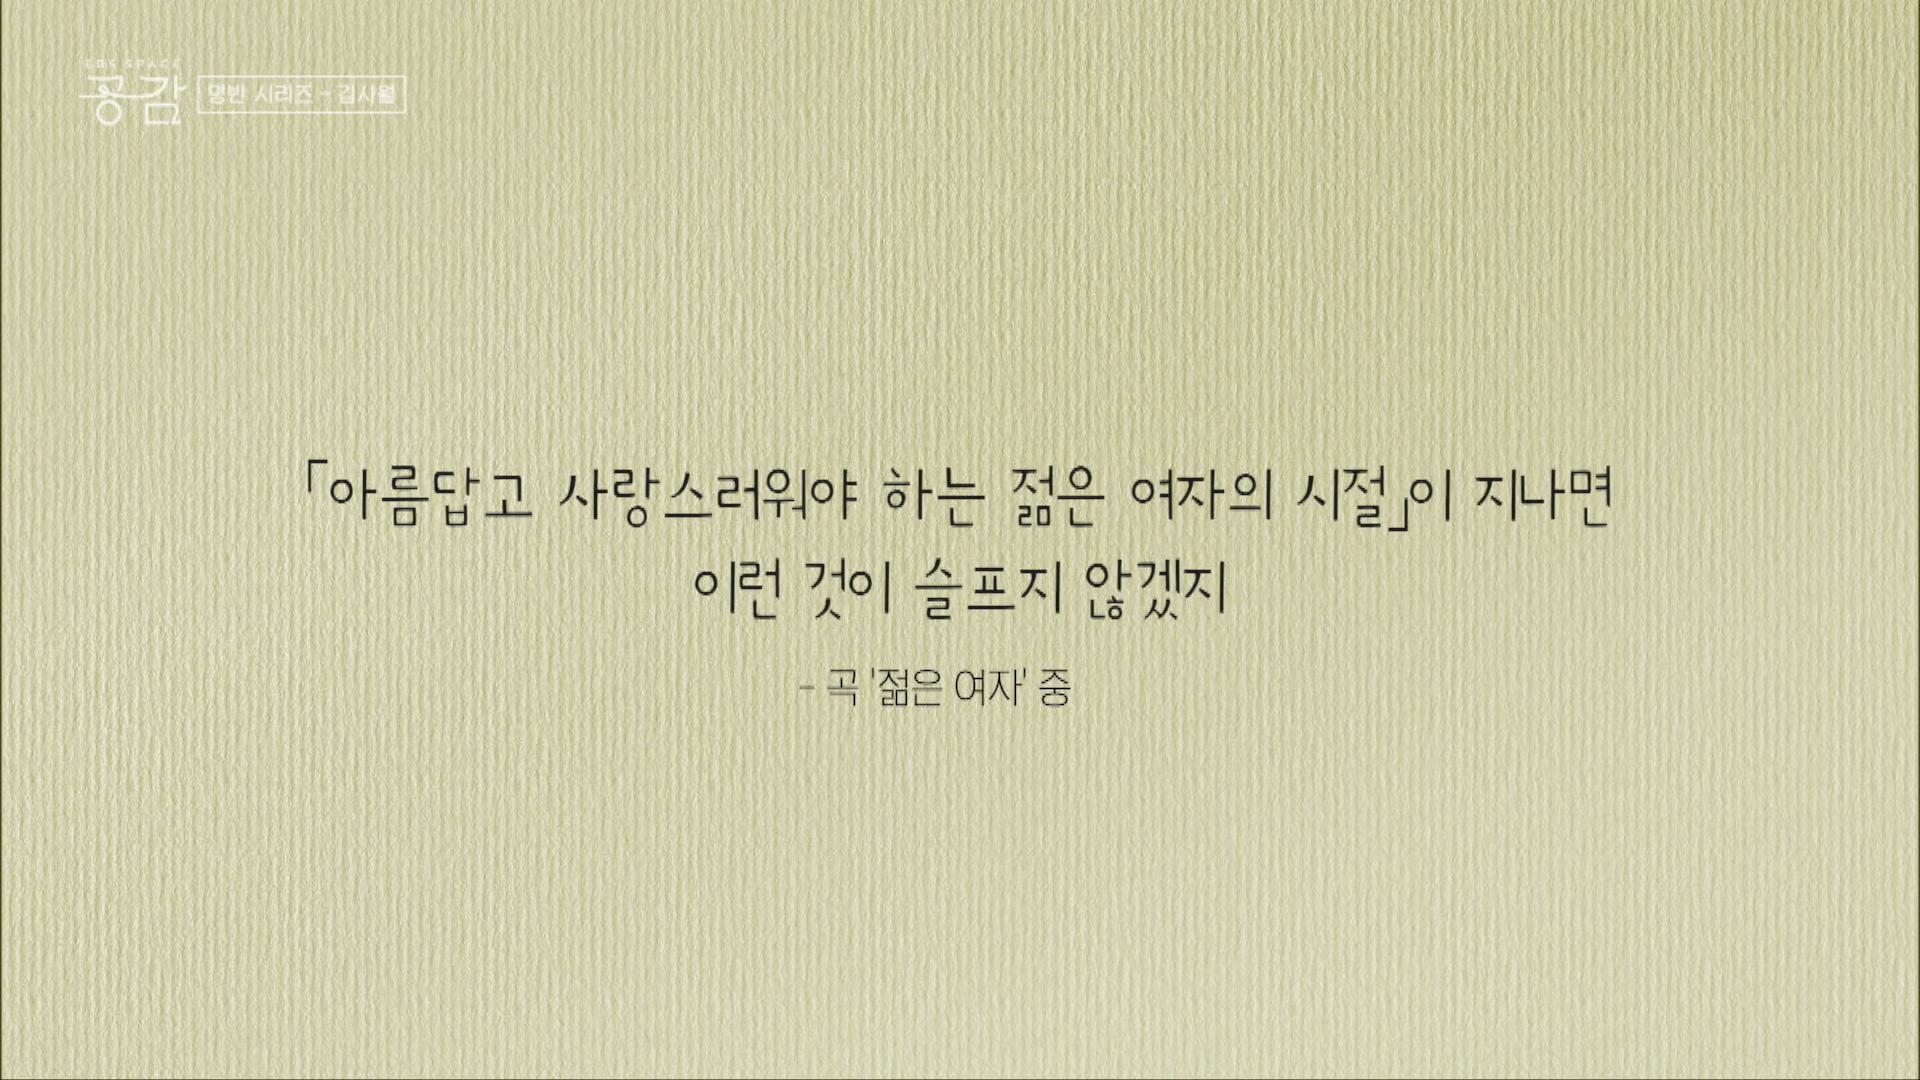 EBS SPACE
공감 명반 시리즈 - 김사월
「아름답고 사랑스러워야 하는 젊은 여자의 시절」이 지나면
이런 것이 슬프지 않겠지
- 곡 '젊은 여자' 중